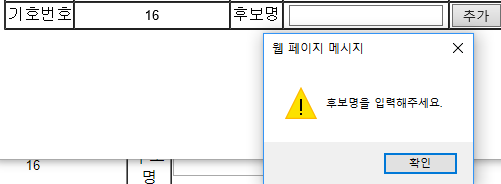 기호번호 16 후보명 추가
웹 페이지 메시지
후보명을 입력해주세요.
확인
16
명